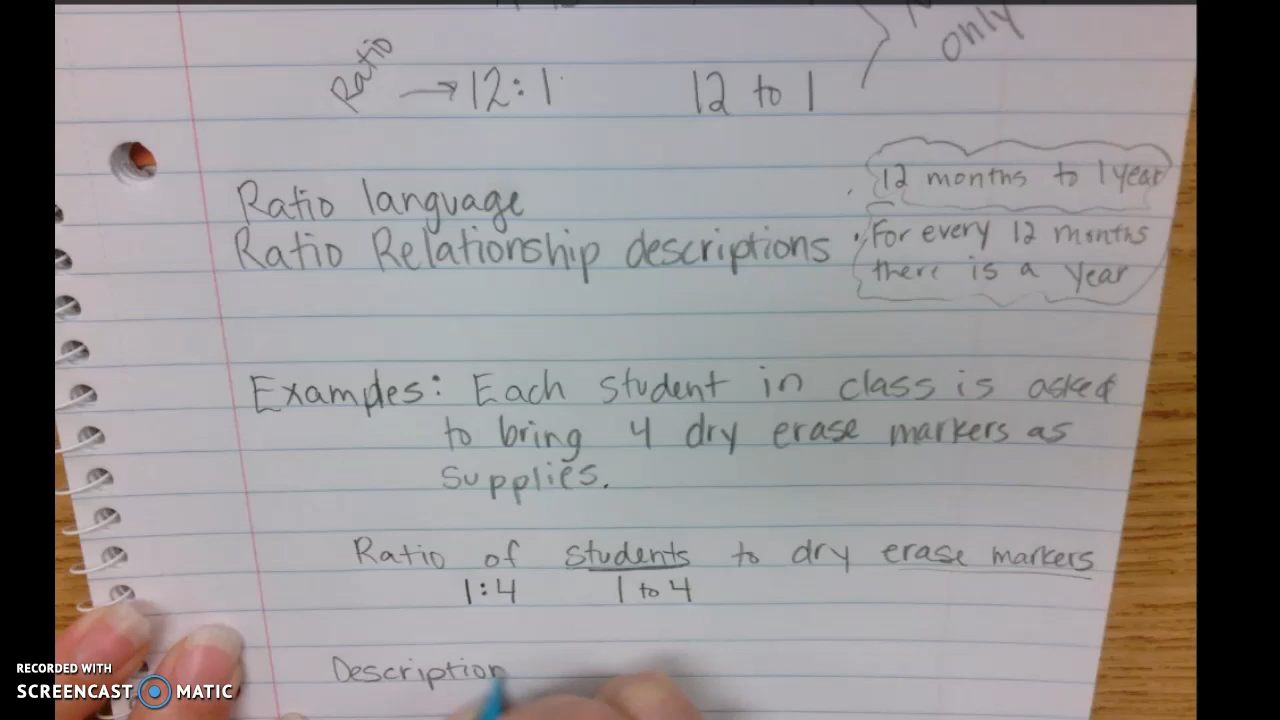 only
Ratio → 12:1 12 to 1
Ratio language
12 months to 1 year
Ratio Relationship descriptions
For every 12 months
there is a year
Examples: Each student in class is asked
to bring 4 dry erase markers as
supplies.
Ratio of students to dry erase markers
1:4 1 to 4
Description
RECORDED WITH
SCREENCAST MATIC